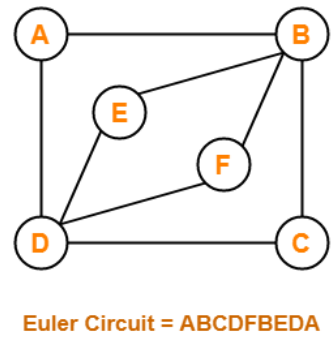 A B
E
F
D C
Euler Circuit = ABCDFBEDA